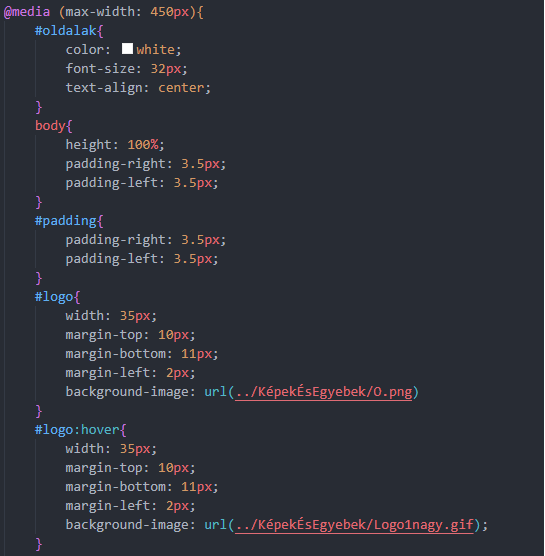 @media (max-width: 450px){
#oldalak{
color: white;
font-size: 32px;
text-align: center;
}
body{
height: 100%;
padding-right: 3.5px;
padding-left: 3.5px;
}
#padding{
padding-right: 3.5px;
padding-left: 3.5px;
}
#logo{
width: 35px;
margin-top: 10px;
margin-bottom: 11px;
margin-left: 2px;
background-image: url(../KépekÉsEgyebek/O.png)
}
#logo:hover{
width: 35px;
margin-top: 10px;
margin-bottom: 11px;
margin-left: 2px;
background-image: url(../KépekÉsEgyebek/Logo1nagy.gif);
}